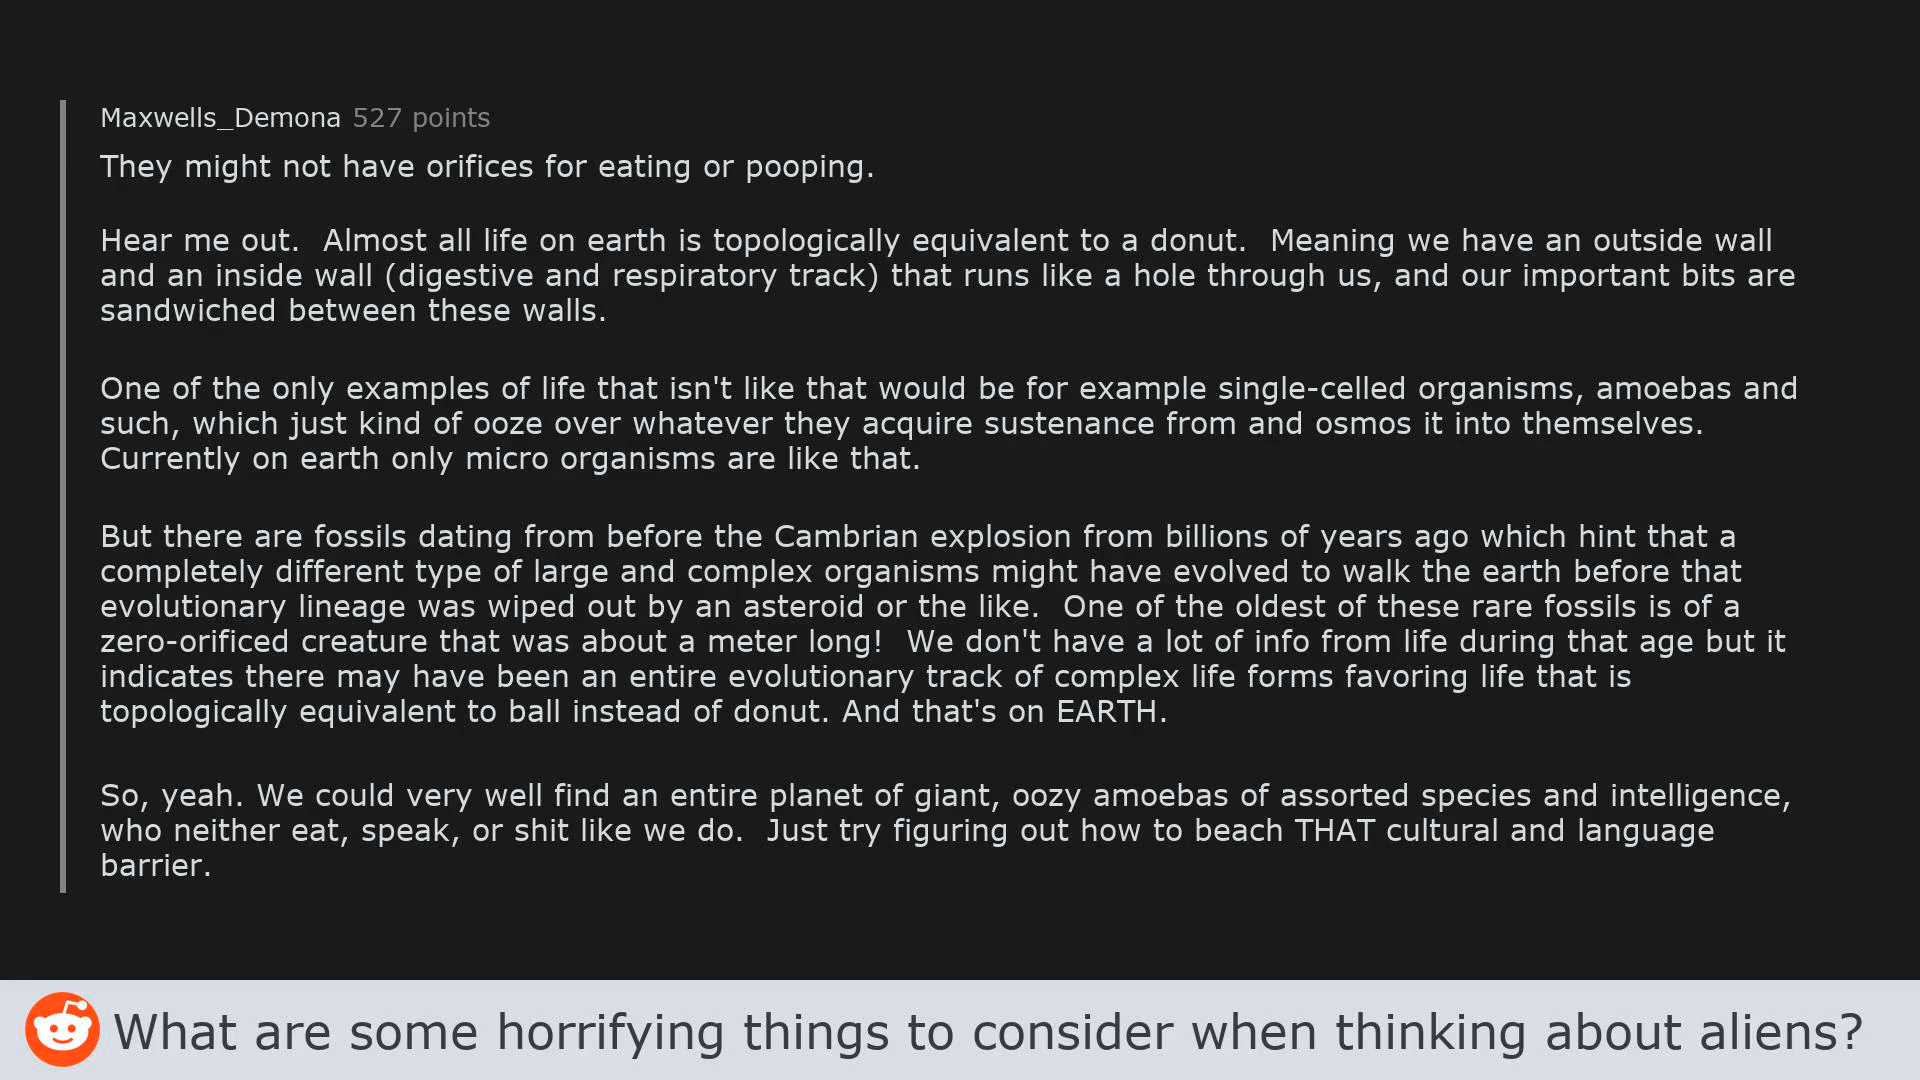 Maxwells_Demona 527 points
They might not have orifices for eating or pooping.
Hear me out.  Almost all life on earth is topologically equivalent to a donut.  Meaning we have an outside wall
and an inside wall (digestive and respiratory track) that runs like a hole through us, and our important bits are
sandwiched between these walls.
One of the only examples of life that isn't like that would be for example single-celled organisms, amoebas and
such, which just kind of ooze over whatever they acquire sustenance from and osmos it into themselves.
Currently on earth only micro organisms are like that.
But there are fossils dating from before the Cambrian explosion from billions of years ago which hint that a
completely different type of large and complex organisms might have evolved to walk the earth before that
evolutionary lineage was wiped out by an asteroid or the like.  One of the oldest of these rare fossils is of a
zero-orificed creature that was about a meter long!  We don't have a lot of info from life during that age but it
indicates there may have been an entire evolutionary track of complex life forms favoring life that is
topologically equivalent to ball instead of donut. And that's on EARTH.
So, yeah. We could very well find an entire planet of giant, oozy amoebas of assorted species and intelligence,
who neither eat, speak, or shit like we do.  Just try figuring out how to beach THAT cultural and language
barrier.
What are some horrifying things to consider when thinking about aliens?